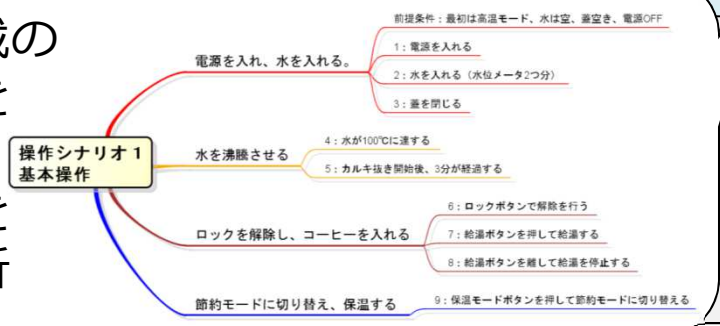 載の
と
と
操作シナリオ１
基本操作
電源を入れ、水を入れる。
前提条件：最初は高温モード、水は空、蓋空き、電源OFF
1：電源を入れる
2：水を入れる（水位メータ2つ分）
3：蓋を閉じる
水を沸騰させる
4：水が100℃に達する
5：カルキ抜き開始後、3分が経過する
ロックを解除し、コーヒーを入れる
6：ロックボタンで解除を行う
7：給湯ボタンを押して給湯する
8：給湯ボタンを離して給湯を停止する
節約モードに切り替え、保温する
9：保温モードボタンを押して節約モードに切り替える